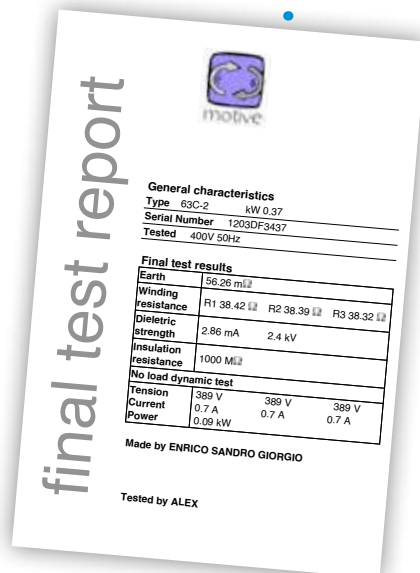 final test report
motive
General characteristics
Type 63C-2 kW 0.37
Serial Number 1203DF3437
Tested 400V 50Hz
Final test results
Earth 56.26 mΩ
Winding resistance R1 38.42 Ω R2 38.39 Ω R3 38.32 Ω
Dieletric strength 2.86 mA 2.4 kV
Insulation resistance 1000 MΩ
No load dynamic test
Tension 389 V 389 V 389 V
Current 0.7 A 0.7 A 0.7 A
Power 0.09 kW
Made by ENRICO SANDRO GIORGIO
Tested by ALEX